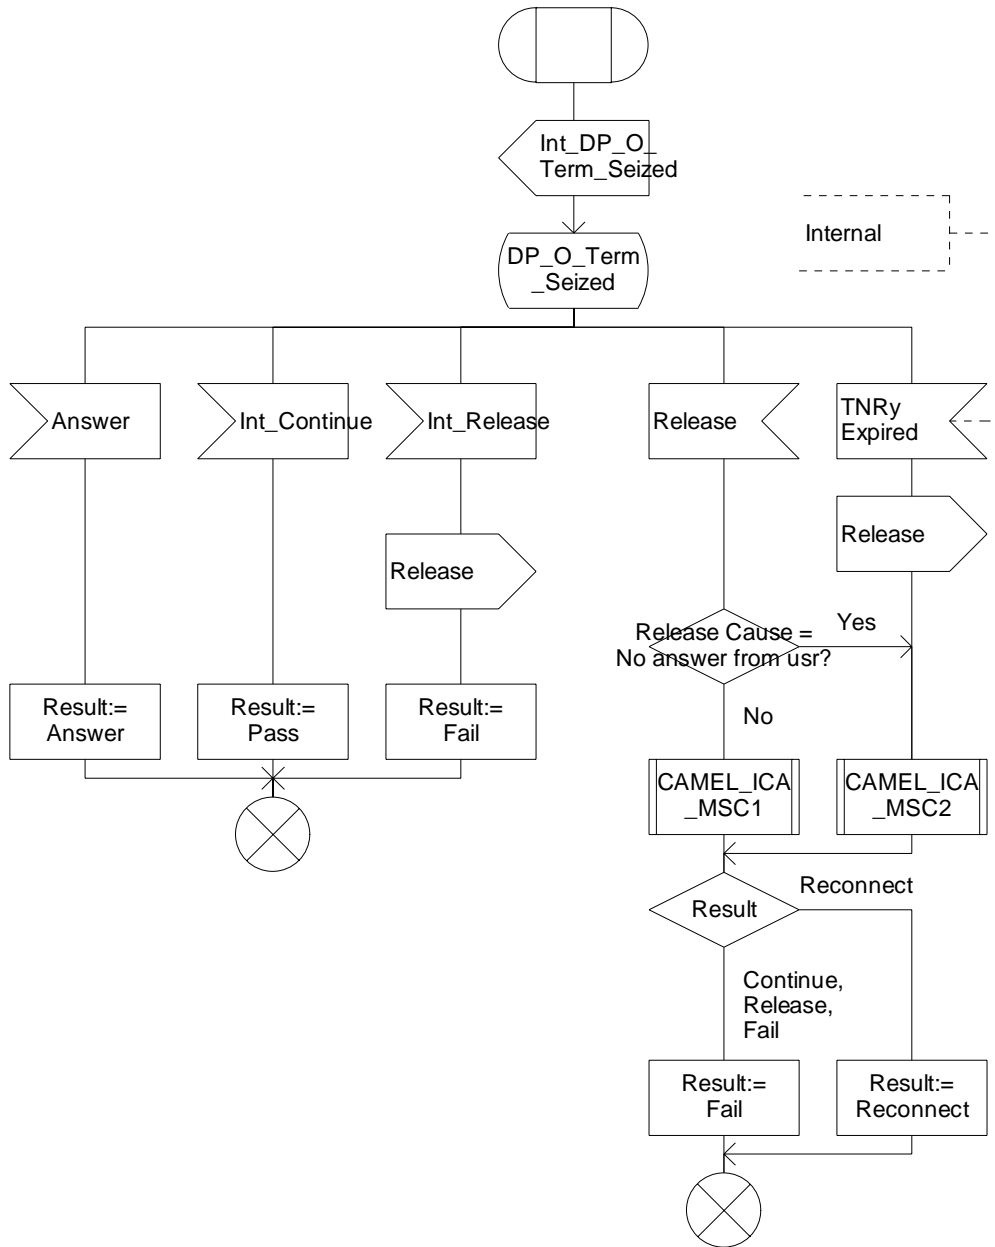 Int_DP_O_
Term_Seized
Internal
DP_O_Term
_Seized
Answer
Int_Continue
Int_Release
Release
TNRy
Expired
Release
Release
Release Cause =
No answer from usr?
Yes
Result:=
Answer
Result:=
Pass
Result:=
Fail
No
CAMEL_ICA
_MSC1
CAMEL_ICA
_MSC2
Result
Reconnect
Continue,
Release,
Fail
Result:=
Fail
Result:=
Reconnect